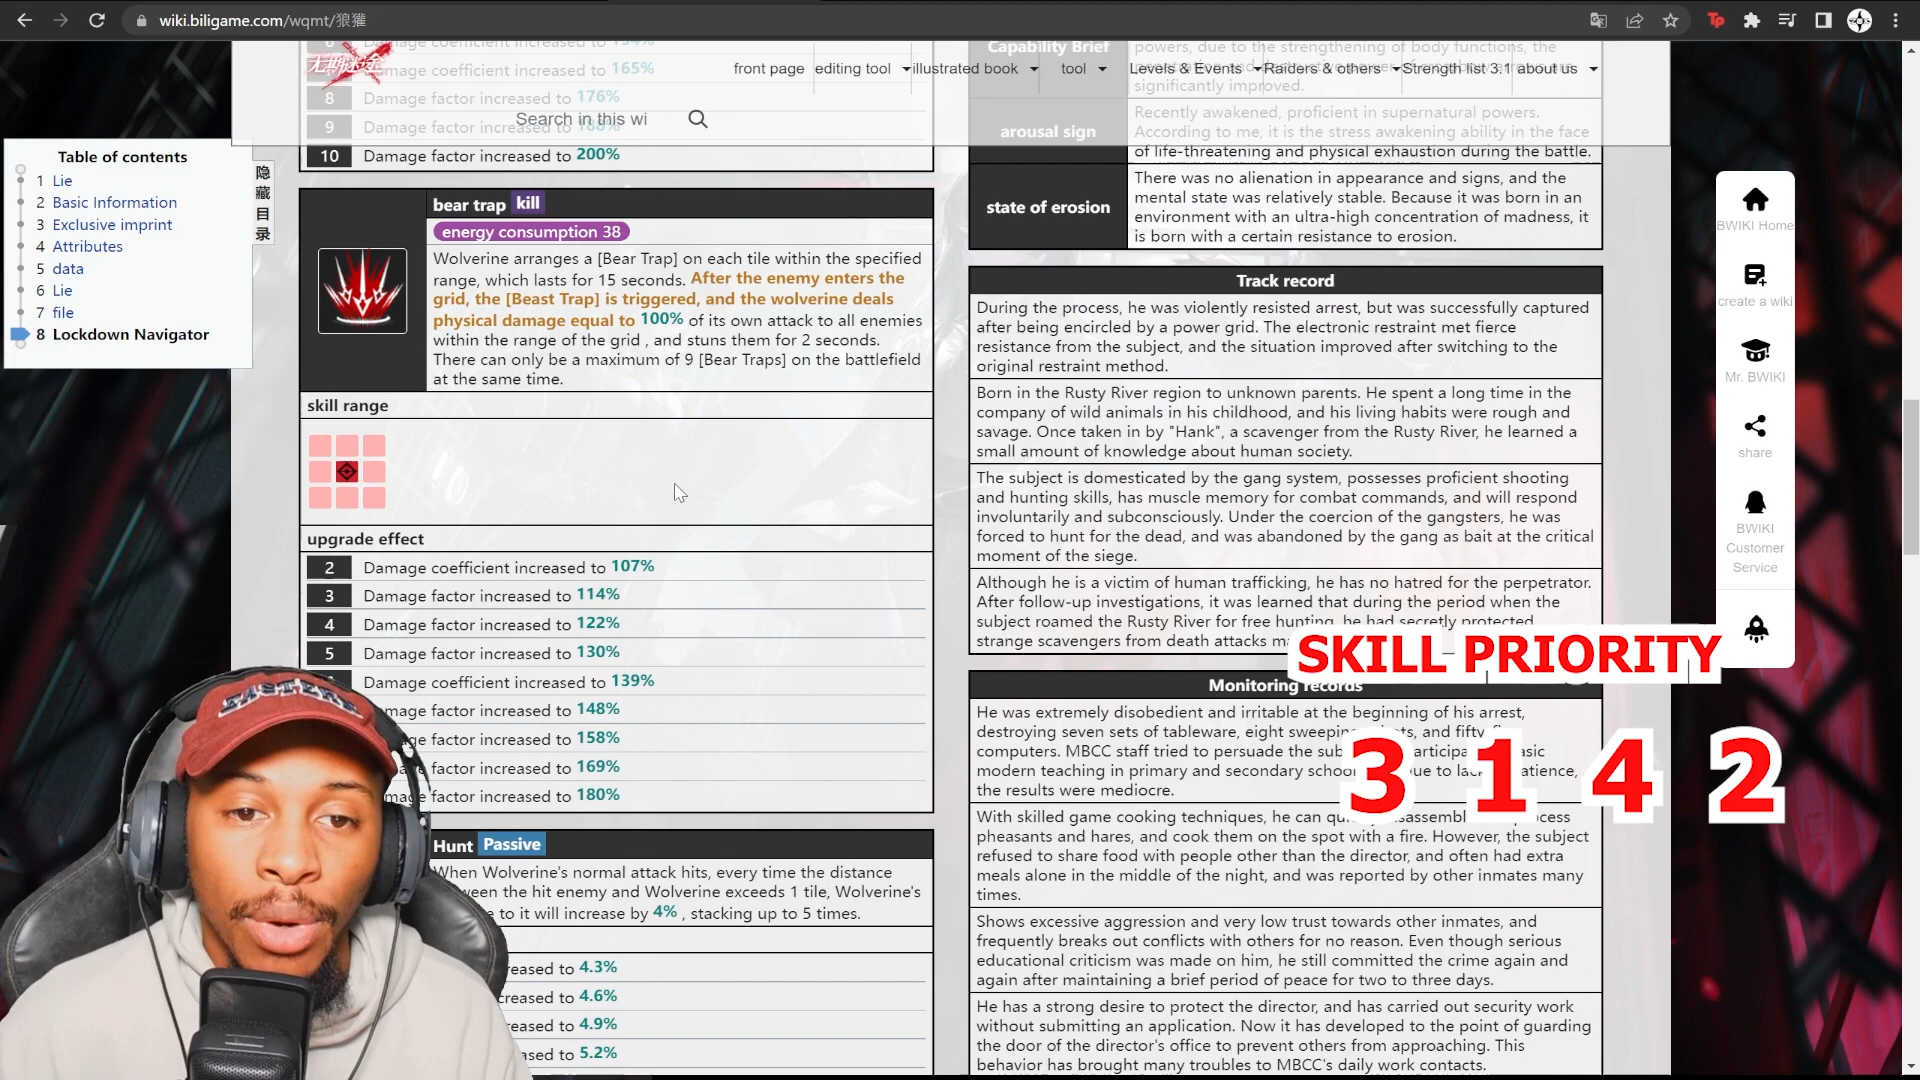 wiki.biligame.com/wqmt/狼獾
无期迷途
front page
editing tool
illustrated book
tool
Levels & Events
Raiders & others
Strength list 3.1
about us
Search in this wi
Table of contents
1 Lie
2 Basic Information
3 Exclusive imprint
4 Attributes
5 data
6 Lie
7 file
8 Lockdown Navigator
隐藏目录
Damage coefficient increased to 165%
8 Damage factor increased to 176%
9 Damage factor increased to 188%
10 Damage factor increased to 200%
bear trap kill
energy consumption 38
Wolverine arranges a [Bear Trap] on each tile within the specified
range, which lasts for 15 seconds. After the enemy enters the
grid, the [Beast Trap] is triggered, and the wolverine deals
physical damage equal to 100% of its own attack to all enemies
within the range of the grid , and stuns them for 2 seconds.
There can only be a maximum of 9 [Bear Traps] on the battlefield
at the same time.
skill range
upgrade effect
2 Damage coefficient increased to 107%
3 Damage factor increased to 114%
4 Damage factor increased to 122%
5 Damage factor increased to 130%
Damage coefficient increased to 139%
age factor increased to 148%
ge factor increased to 158%
age factor increased to 169%
mage factor increased to 180%
Hunt Passive
When Wolverine's normal attack hits, every time the distance
ween the hit enemy and Wolverine exceeds 1 tile, Wolverine's
e to it will increase by 4% , stacking up to 5 times.
eased to 4.3%
creased to 4.6%
eased to 4.9%
ased to 5.2%
Capability Brief
powers, due to the strengthening of body functions, the
significantly improved.
arousal sign
Recently awakened, proficient in supernatural powers.
According to me, it is the stress awakening ability in the face
of life-threatening and physical exhaustion during the battle.
state of erosion
There was no alienation in appearance and signs, and the
mental state was relatively stable. Because it was born in an
environment with an ultra-high concentration of madness, it
is born with a certain resistance to erosion.
Track record
During the process, he was violently resisted arrest, but was successfully captured
after being encircled by a power grid. The electronic restraint met fierce
resistance from the subject, and the situation improved after switching to the
original restraint method.
Born in the Rusty River region to unknown parents. He spent a long time in the
company of wild animals in his childhood, and his living habits were rough and
savage. Once taken in by "Hank", a scavenger from the Rusty River, he learned a
small amount of knowledge about human society.
The subject is domesticated by the gang system, possesses proficient shooting
and hunting skills, has muscle memory for combat commands, and will respond
involuntarily and subconsciously. Under the coercion of the gangsters, he was
forced to hunt for the dead, and was abandoned by the gang as bait at the critical
moment of the siege.
Although he is a victim of human trafficking, he has no hatred for the perpetrator.
After follow-up investigations, it was learned that during the period when the
subject roamed the Rusty River for free hunting, he had secretly protected
strange scavengers from death attacks ma
Monitoring records
He was extremely disobedient and irritable at the beginning of his arrest,
destroying seven sets of tableware, eight sweeping and fifty
computers. MBCC staff tried to persuade the sub articipa asic
modern teaching in primary and secondary schoo ue to lac atience,
the results were mediocre.
With skilled game cooking techniques, he can qu isassembl cess
pheasants and hares, and cook them on the spot with a fire. However, the subject
refused to share food with people other than the director, and often had extra
meals alone in the middle of the night, and was reported by other inmates many
times.
Shows excessive aggression and very low trust towards other inmates, and
frequently breaks out conflicts with others for no reason. Even though serious
educational criticism was made on him, he still committed the crime again and
again after maintaining a brief period of peace for two to three days.
He has a strong desire to protect the director, and has carried out security work
without submitting an application. Now it has developed to the point of guarding
the door of the director's office to prevent others from approaching. This
behavior has brought many troubles to MBCC's daily work contacts.
SKILL PRIORITY
3 1 4 2
BWIKI Home
create a wiki
Mr. BWIKI
share
BWIKI
Customer
Service